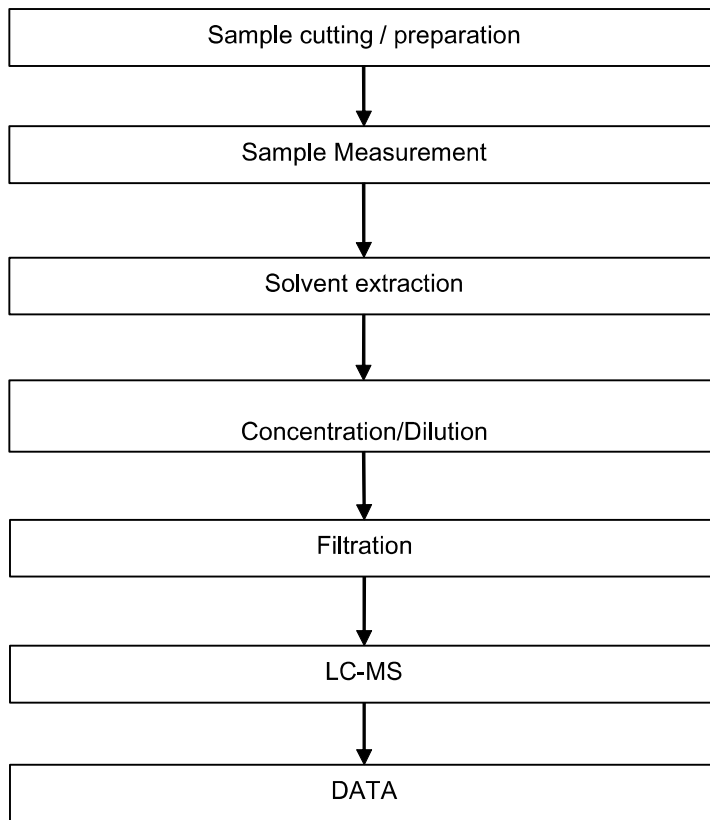 Sample cutting / preparation
Sample Measurement
Solvent extraction
Concentration/Dilution
Filtration
LC-MS
DATA